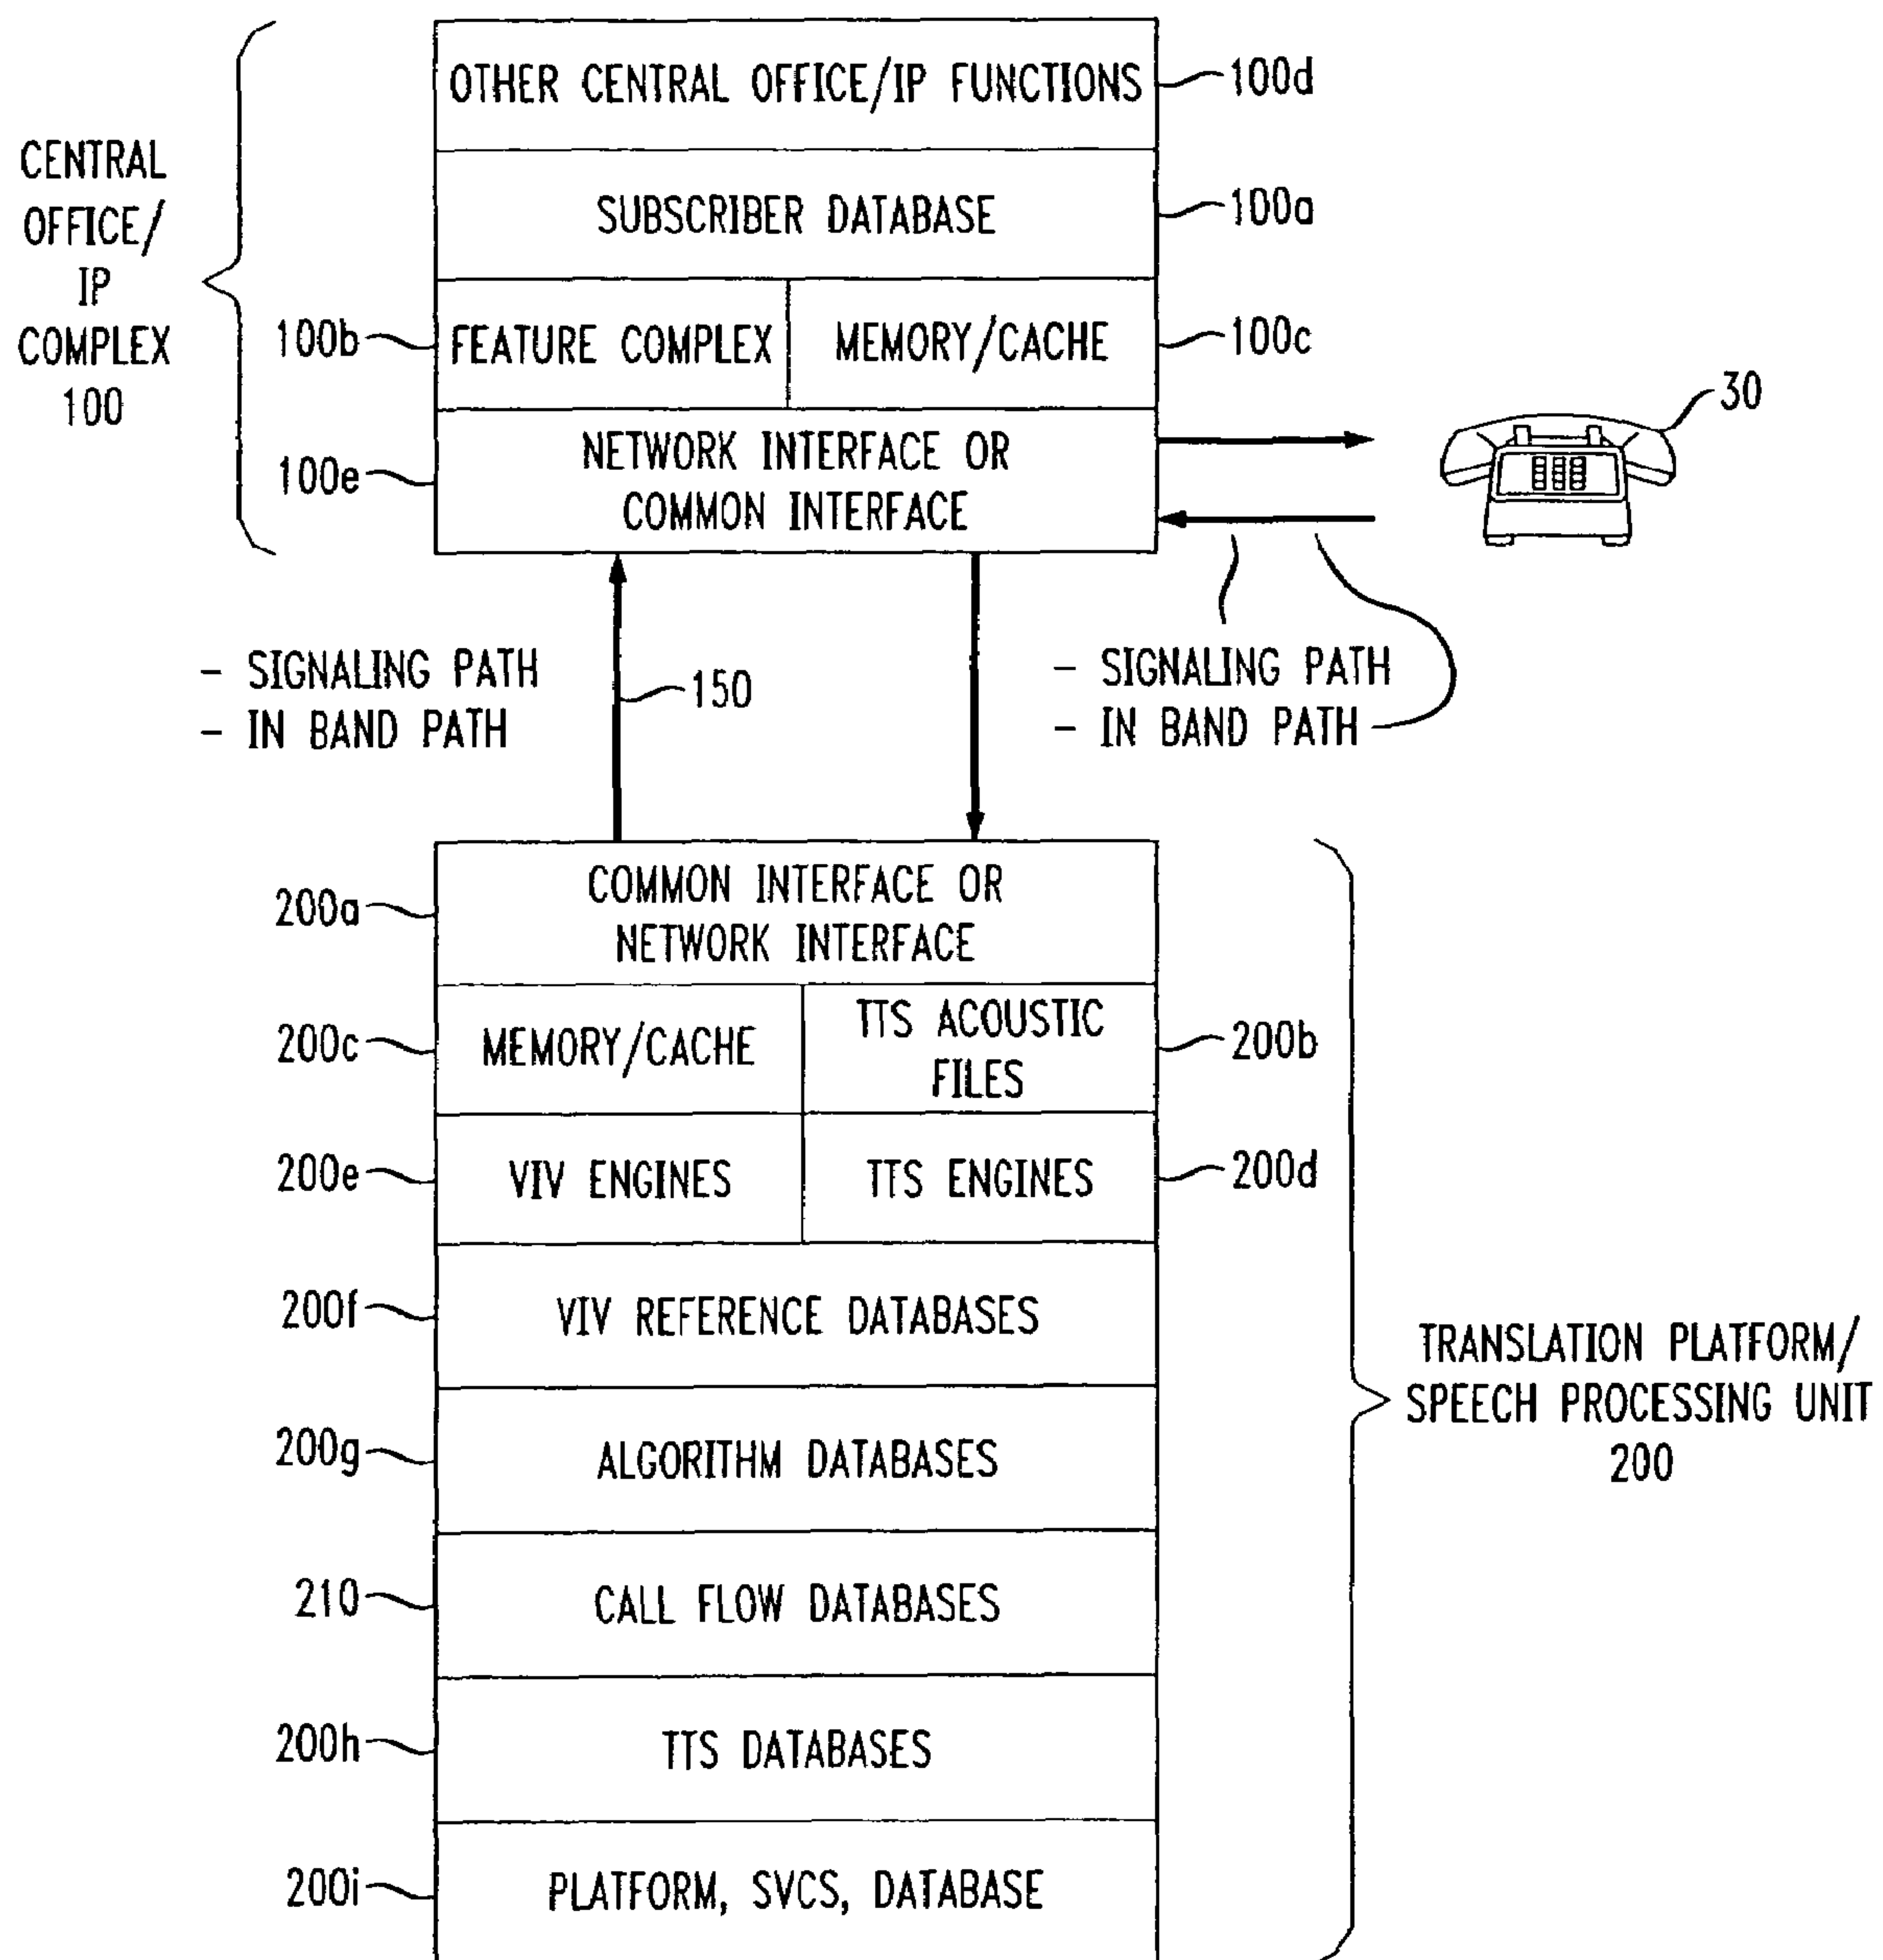 OTHER CENTRAL OFFICE/IP FUNCTIONS
100d
CENTRAL
OFFICE/
IP
COMPLEX
100
SUBSCRIBER DATABASE
100a
100b
FEATURE COMPLEX
MEMORY/CACHE
100c
30
100e
NETWORK INTERFACE OR
COMMON INTERFACE
- SIGNALING PATH
- IN BAND PATH
150
- SIGNALING PATH
- IN BAND PATH
200a
COMMON INTERFACE OR
NETWORK INTERFACE
200c
MEMORY/CACHE
TTS ACOUSTIC
FILES
200b
200e
VIV ENGINES
TTS ENGINES
200d
200f
VIV REFERENCE DATABASES
TRANSLATION PLATFORM/
SPEECH PROCESSING UNIT
200
200g
ALGORITHM DATABASES
210
CALL FLOW DATABASES
200h
TTS DATABASES
200i
PLATFORM, SVCS, DATABASE